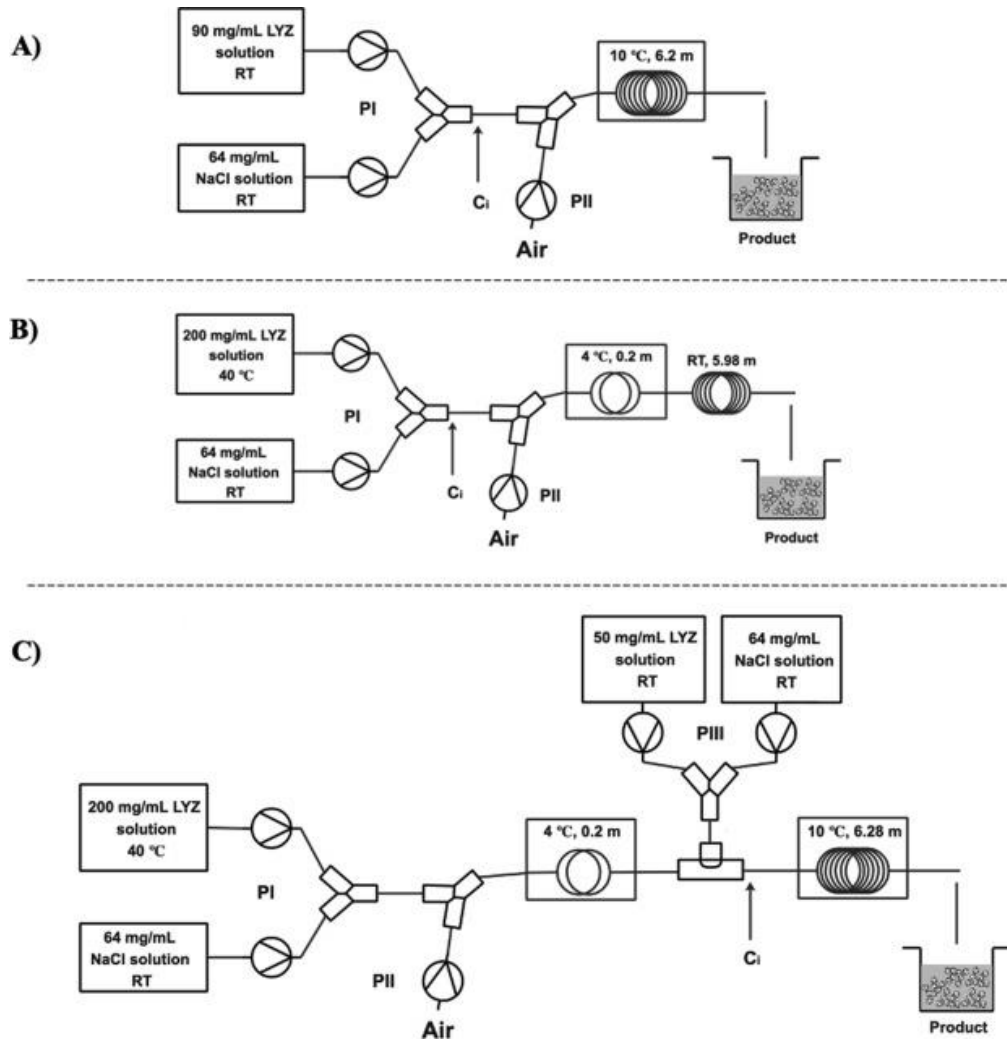 A)
90 mg/mL LYZ
solution
RT
PI
64 mg/mL
NaCl solution
RT
Ci
PII
Air
10 ℃, 6.2 m
Product
B)
200 mg/mL LYZ
solution
40 ℃
PI
64 mg/mL
NaCl solution
RT
Ci
PII
Air
4 ℃, 0.2 m
RT, 5.98 m
Product
C)
50 mg/mL LYZ
solution
RT
64 mg/mL
NaCl solution
RT
PIII
200 mg/mL LYZ
solution
40 ℃
PI
64 mg/mL
NaCl solution
RT
PII
Air
4 ℃, 0.2 m
Ci
10 ℃, 6.28 m
Product